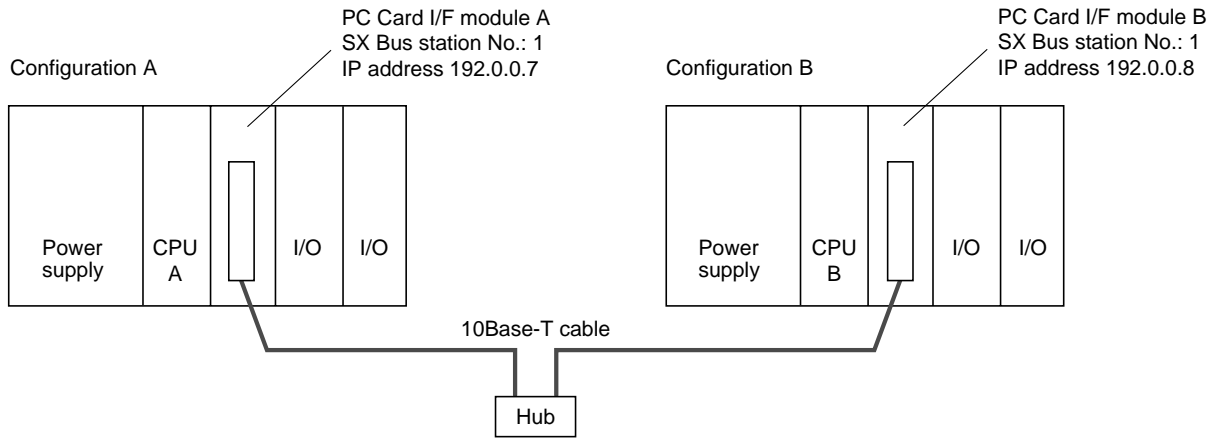 PC Card I/F module A
SX Bus station No.: 1
IP address 192.0.0.7
Configuration A
PC Card I/F module B
SX Bus station No.: 1
IP address 192.0.0.8
Configuration B
Power
supply
CPU
A
I/O
I/O
Power
supply
CPU
B
I/O
I/O
10Base-T cable
Hub